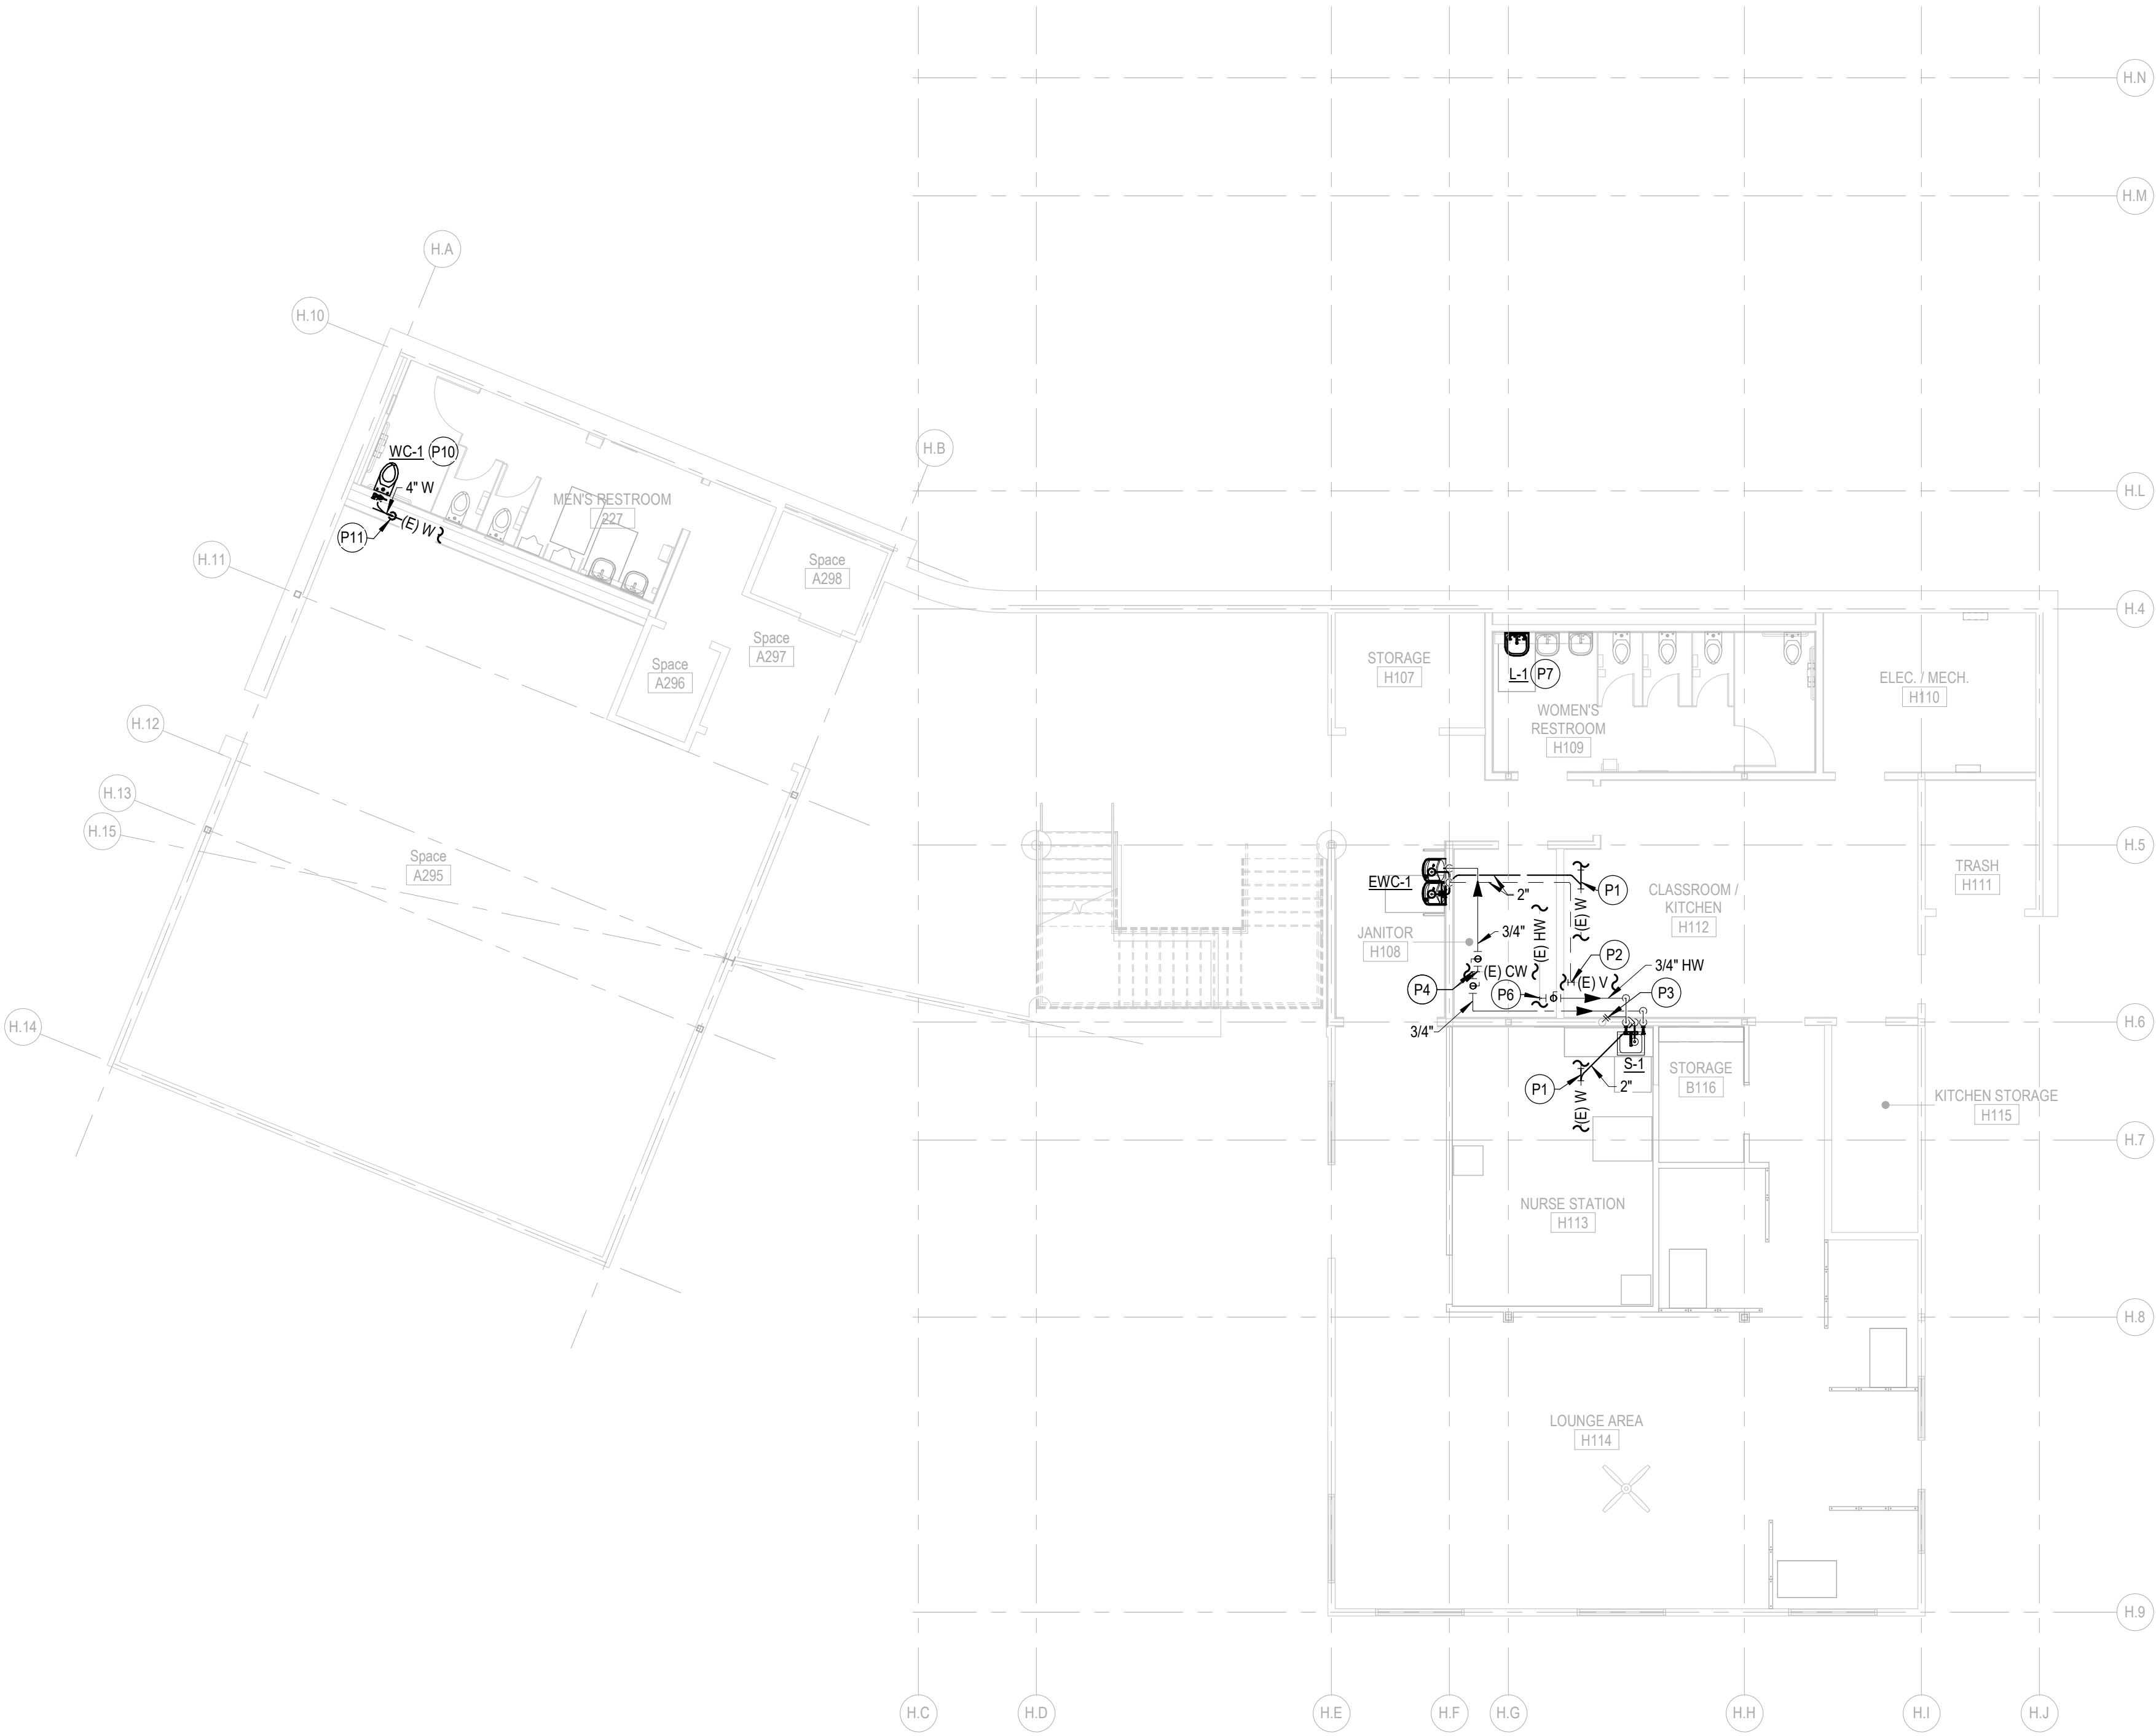 H.N
H.M
H.A
H.10
H.B
WC-1 P10
4" W
MEN'S RESTROOM
227
H.L
(E) W
P11
H.11
Space
A298
H.4
Space
A297
Space
A296
STORAGE
H107
L-1 P7
ELEC. / MECH.
H110
WOMEN'S
RESTROOM
H109
H.12
H.13
H.15
H.5
Space
A295
TRASH
H111
EWC-1
2"
P1
CLASSROOM /
KITCHEN
H112
(E) W
(E) HW
3/4"
JANITOR
H108
P2
3/4" HW
(E) CW
(E) V
P4
P6
P3
H.14
3/4"
H.6
S-1
P1
2"
(E) W
STORAGE
B116
KITCHEN STORAGE
H115
H.7
NURSE STATION
H113
H.8
LOUNGE AREA
H114
H.9
H.C
H.D
H.E
H.F
H.G
H.H
H.I
H.J